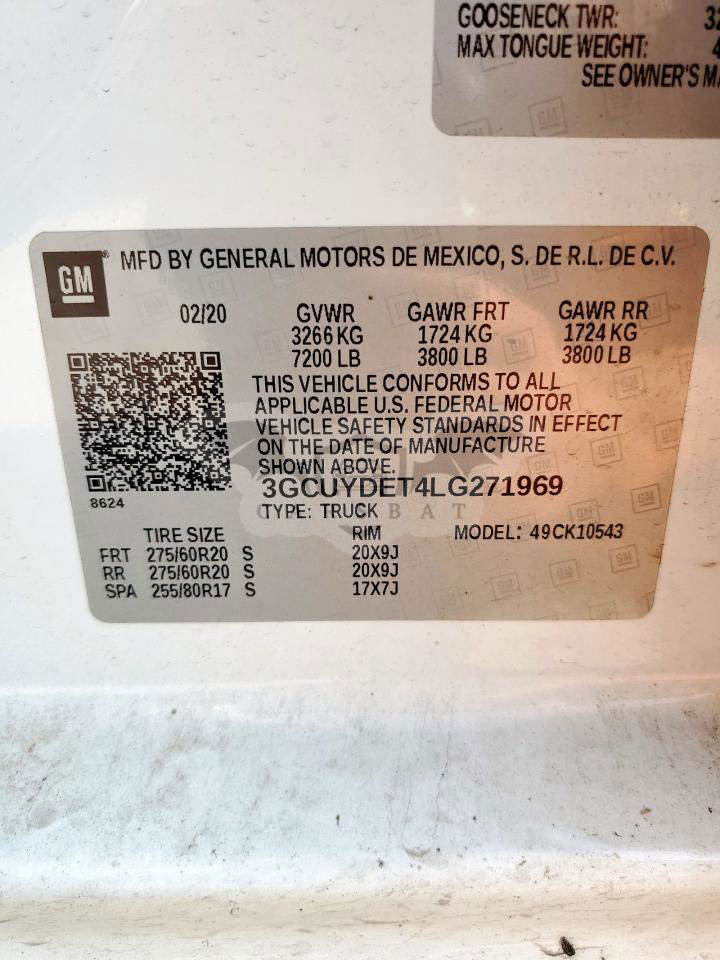 GOOSENECK TWR:
MAX TONGUE WEIGHT:
SEE OWNER'S
GM
MFD BY GENERAL MOTORS DE MEXICO, S. DE R.L. DE C.V.
02/20 GVWR GAWR FRT GAWR RR
3266 KG 1724 KG 1724 KG
7200 LB 3800 LB 3800 LB
THIS VEHICLE CONFORMS TO ALL
APPLICABLE U.S. FEDERAL MOTOR
VEHICLE SAFETY STANDARDS IN EFFECT
ON THE DATE OF MANUFACTURE
SHOWN ABOVE.
8624
3GCUYDET4LG271969
TYPE: TRUCK
TIRE SIZE RIM MODEL: 49CK10543
FRT 275/60R20 S 20X9J
RR 275/60R20 S 20X9J
SPA 255/80R17 S 17X7J